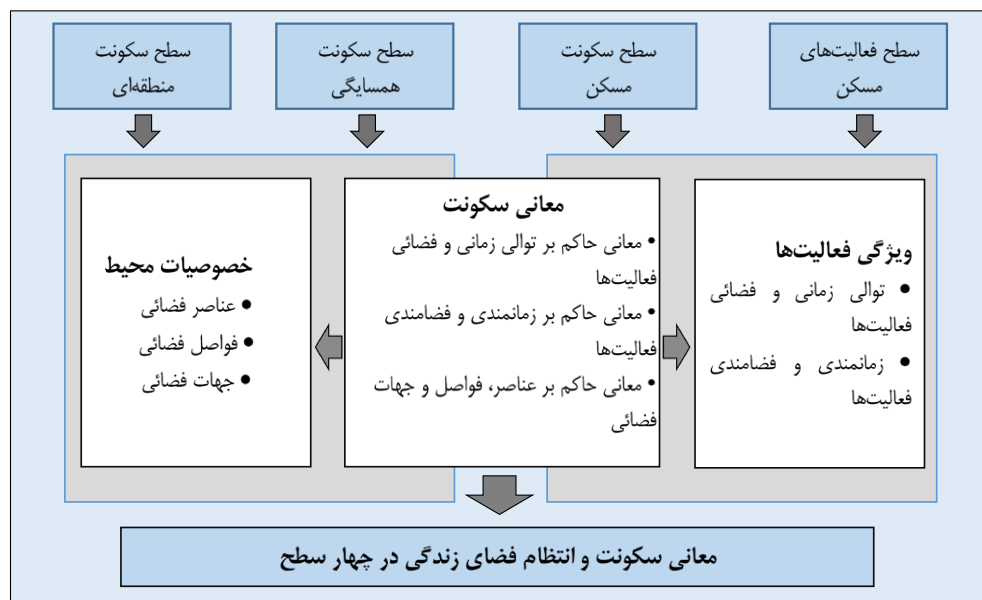 سطح فعالیت‌های
مسکن
سطح سکونت
مسکن
سطح سکونت
همسایگی
سطح سکونت
منطقه‌ای
ویژگی فعالیت‌ها
● توالی زمانی و فضائی
فعالیت‌ها
● زمانمندی و فضامندی
فعالیت‌ها
معانی سکونت
• معانی حاکم بر توالی زمانی و فضائی
فعالیت‌ها
• معانی حاکم بر زمانمندی و فضامندی
فعالیت‌ها
• معانی حاکم بر عناصر، فواصل و جهات
فضائی
خصوصیات محیط
● عناصر فضائی
● فواصل فضائی
● جهات فضائی
معانی سکونت و انتظام فضای زندگی در چهار سطح